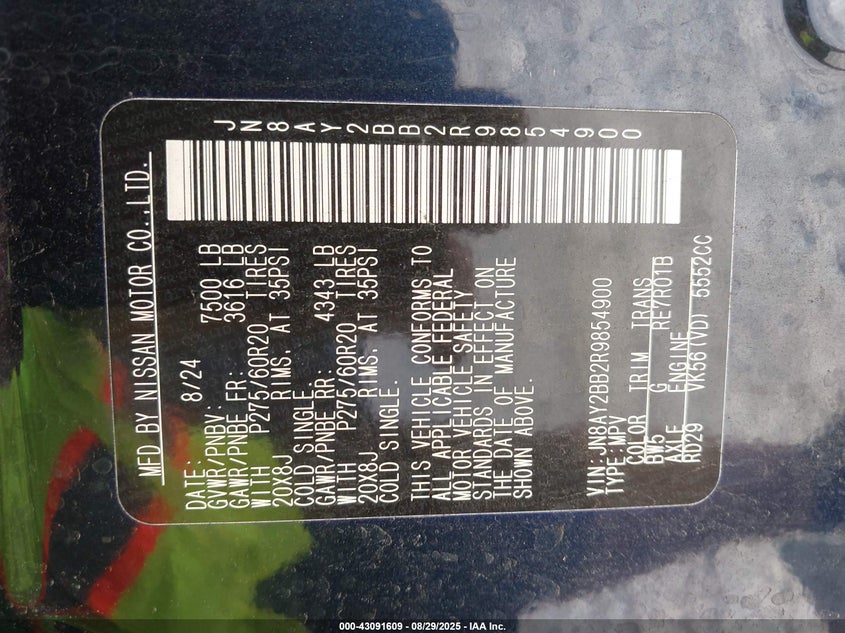 JN8AY2BB2R9854900
MFD BY NISSAN MOTOR CO.,LTD.
DATE: 8/24
GVWR/PNBV: 7500 LB
GAWR/PNBE FR: 3616 LB
WITH P275/60R20 TIRES
20X8J RIMS. AT 35PSI
COLD SINGLE.
GAWR/PNBE RR: 4343 LB
WITH P275/60R20 TIRES
20X8J RIMS. AT 35PSI
COLD SINGLE.
THIS VEHICLE CONFORMS TO
ALL APPLICABLE FEDERAL
MOTOR VEHICLE SAFETY
STANDARDS IN EFFECT ON
THE DATE OF MANUFACTURE
SHOWN ABOVE.
VIN:JN8AY2BB2R9854900
TYPE:MPV
COLOR TRIM TRANS
BW5 G RE7R01B
AXLE ENGINE
RD29 VK56(VD) 5552CC
000-43091609 - 08/29/2025 - IAA Inc.